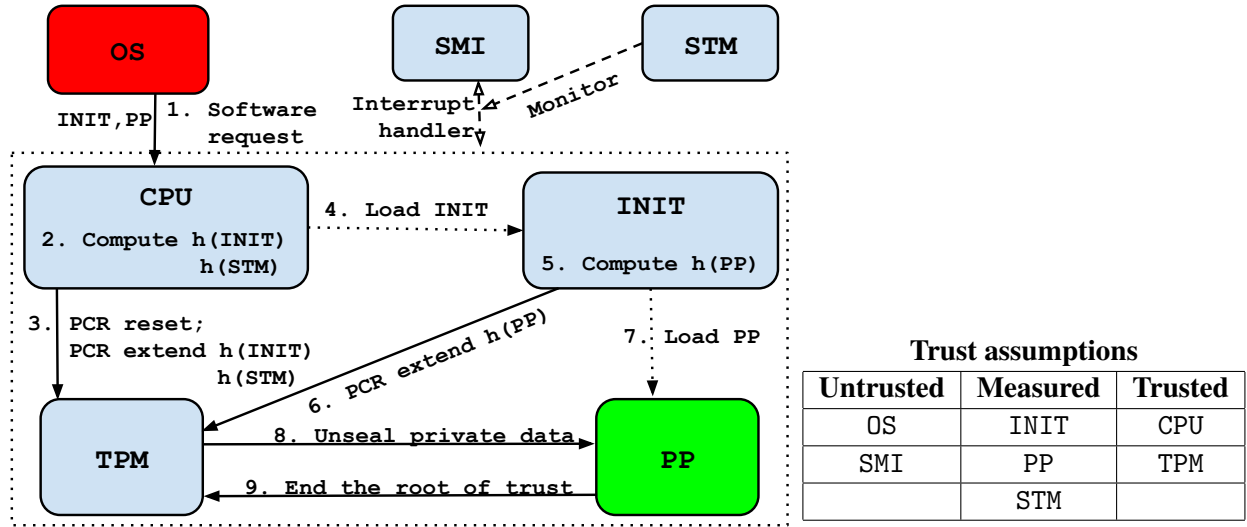 OS
SMI
STM
INIT,PP
1. Software
request
Interrupt
handler
Monitor
CPU
2. Compute h(INIT)
h(STM)
4. Load INIT
INIT
5. Compute h(PP)
3. PCR reset;
PCR extend h(INIT)
h(STM)
6. PCR extend h(PP)
7. Load PP
TPM
8. Unseal private data
9. End the root of trust
PP
Trust assumptions
Untrusted Measured Trusted
OS INIT CPU
SMI PP TPM
STM